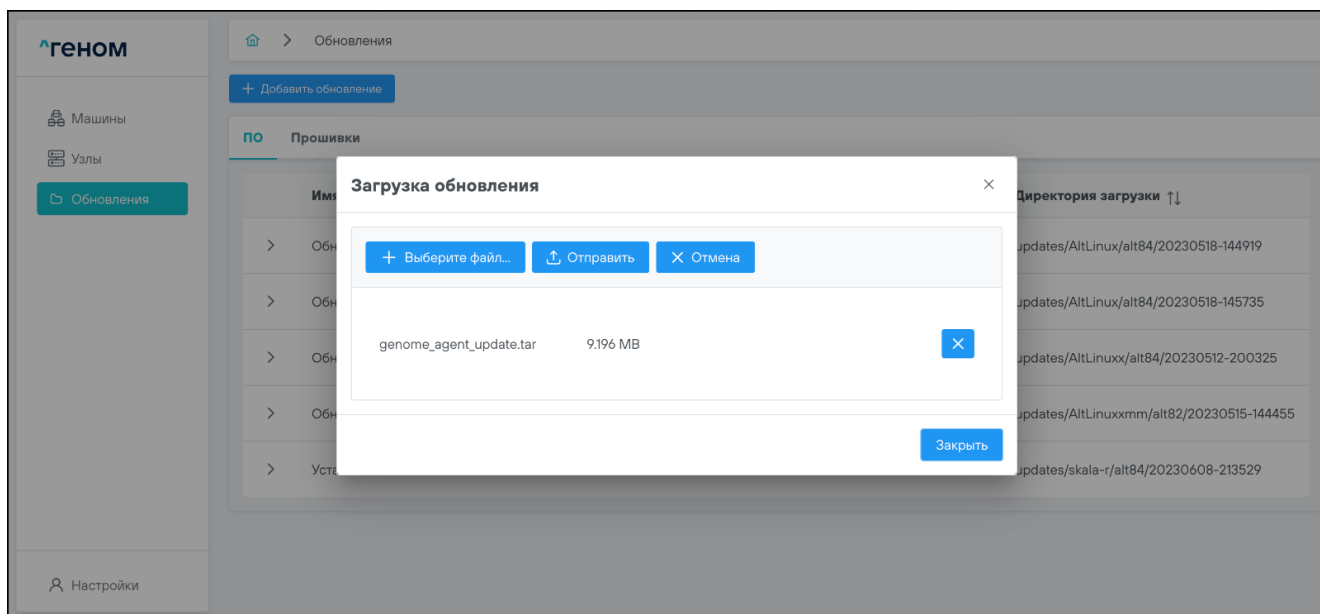 ^геном
Обновления
+ Добавить обновление
Машины
Узлы
Обновления
ПО Прошивки
Загрузка обновления
Директория загрузки
+ Выберите файл... Отправить Отмена
updates/AltLinux/alt84/20230518-144919
updates/AltLinux/alt84/20230518-145735
genome_agent_update.tar 9.196 MB
updates/AltLinuxx/alt84/20230512-200325
updates/AltLinuxxmm/alt82/20230515-144455
Закрыть
updates/skala-r/alt84/20230608-213529
Настройки